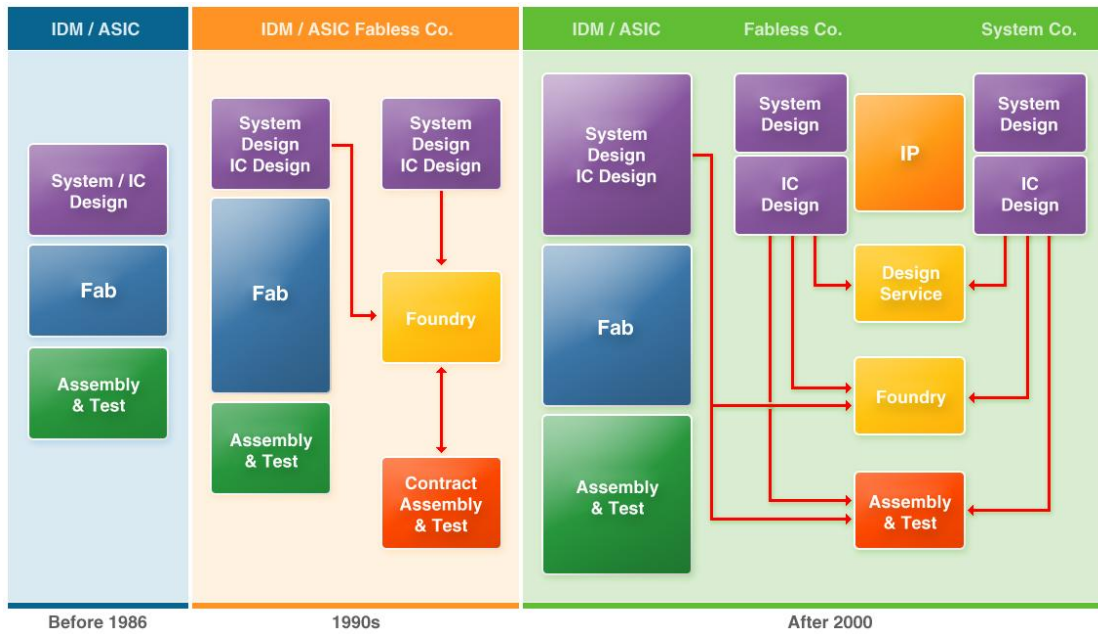 IDM / ASIC
IDM / ASIC Fabless Co.
IDM / ASIC
Fabless Co.
System Co.
System / IC
Design
Fab
Assembly
& Test
System
Design
IC Design
Fab
Assembly
& Test
System
Design
IC Design
Foundry
Contract
Assembly
& Test
System
Design
IC Design
Fab
Assembly
& Test
System
Design
IC
Design
IP
Design
Service
Foundry
Assembly
& Test
System
Design
IC
Design
Before 1986
1990s
After 2000